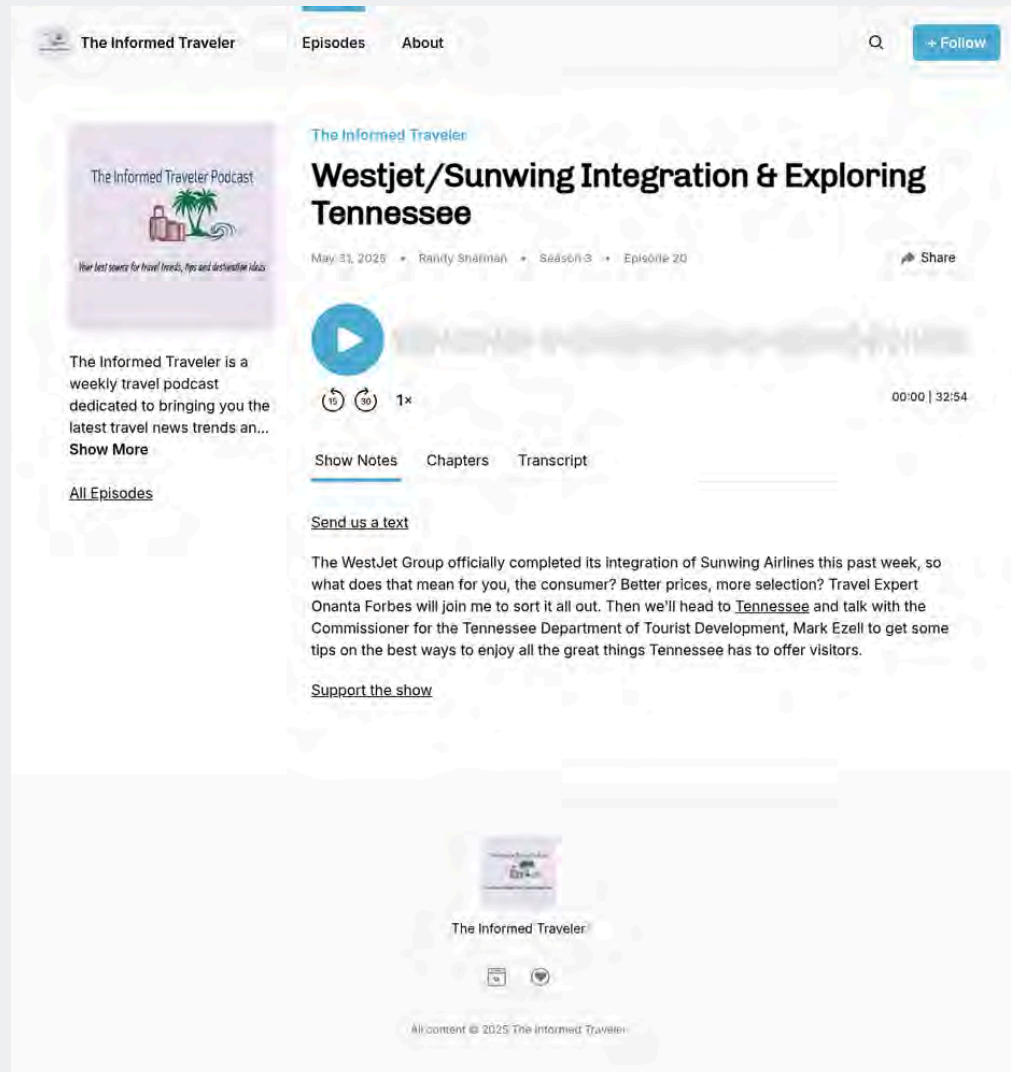 The Informed Traveler
Episodes
About
+ Follow
The Informed Traveler Podcast
Your best source for travel trends, tips and destination ideas
The Informed Traveler is a
weekly travel podcast
dedicated to bringing you the
latest travel news trends an...
Show More
All Episodes
The Informed Traveler
Westjet/Sunwing Integration & Exploring
Tennessee
May 31, 2025 • Randy Sharman • Season 3 • Episode 20
Share
15
30
1×
00:00 | 32:54
Show Notes
Chapters
Transcript
Send us a text
The WestJet Group officially completed its integration of Sunwing Airlines this past week, so
what does that mean for you, the consumer? Better prices, more selection? Travel Expert
Onanta Forbes will join me to sort it all out. Then we'll head to Tennessee and talk with the
Commissioner for the Tennessee Department of Tourist Development, Mark Ezell to get some
tips on the best ways to enjoy all the great things Tennessee has to offer visitors.
Support the show
The Informed Traveler
All content © 2025 The Informed Traveler